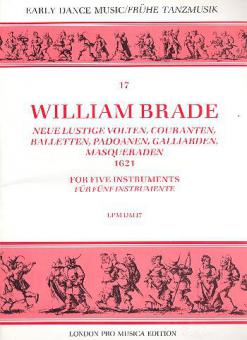 EARLY DANCE MUSIC/FRÜHE TANZMUSIK
17
WILLIAM BRADE
NEUE LUSTIGE VOLTEN, COURANTEN,
BALLETTEN, PADOANEN, GALLIARDEN,
MASQUERADEN
1621
FOR FIVE INSTRUMENTS
FÜR FÜNF INSTRUMENTE
LPM DM17
LONDON PRO MUSICA EDITION